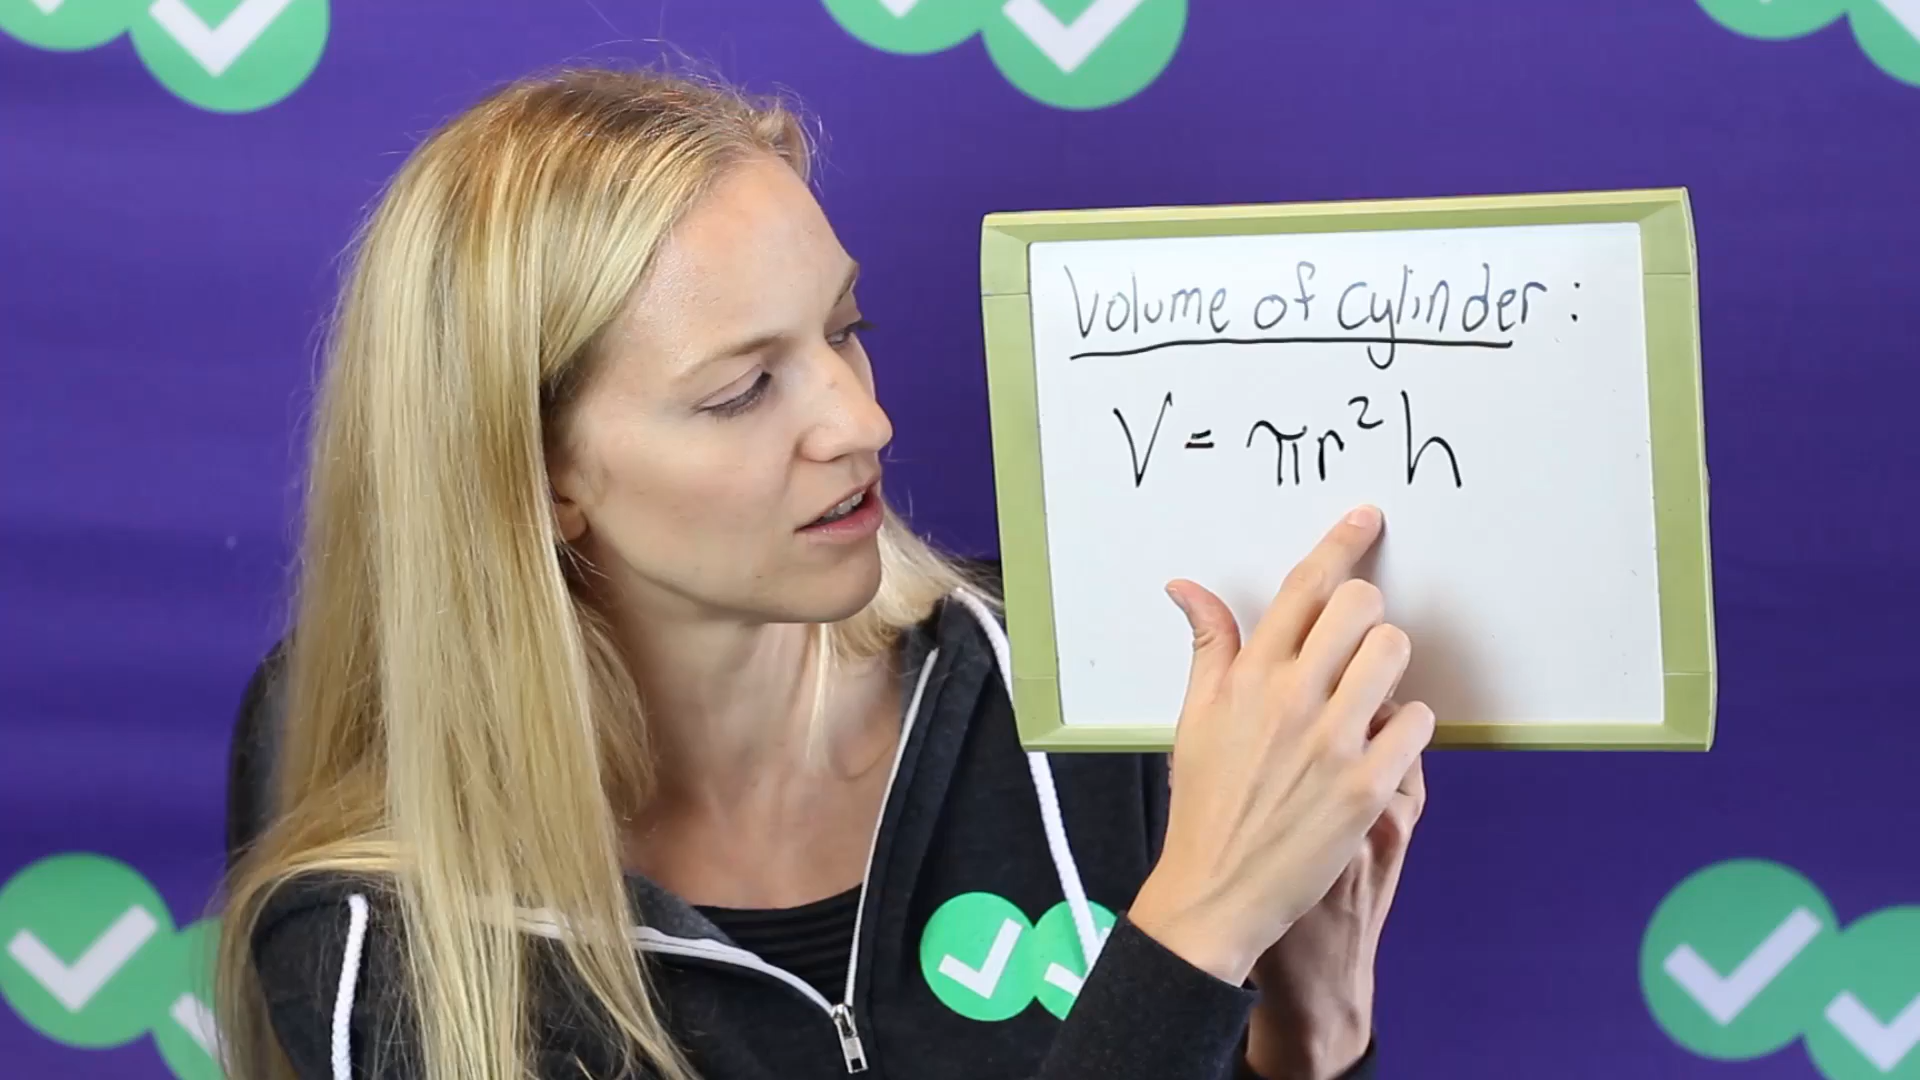 Volume of cylinder:
V = πr²h